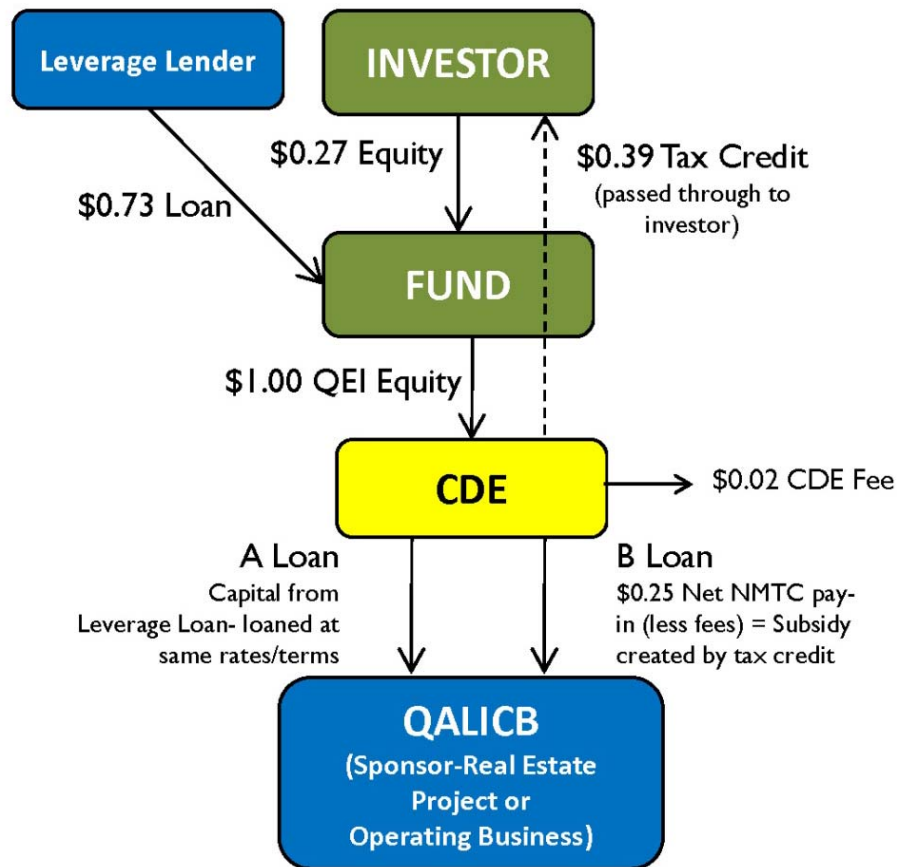 Leverage Lender
INVESTOR
$0.27 Equity
$0.39 Tax Credit
(passed through to
investor)
$0.73 Loan
FUND
$1.00 QEI Equity
CDE
$0.02 CDE Fee
A Loan
Capital from
Leverage Loan- loaned at
same rates/terms
B Loan
$0.25 Net NMTC pay-
in (less fees) = Subsidy
created by tax credit
QALICB
(Sponsor-Real Estate
Project or
Operating Business)